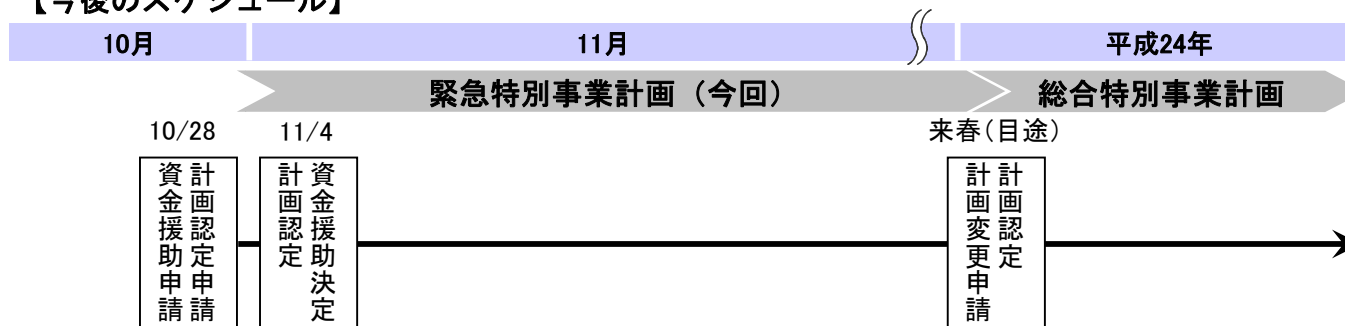 【今後のスケジュール】
10月
11月
平成24年
緊急特別事業計画（今回）
総合特別事業計画
10/28
11/4
来春（目途）
計画認定申請
資金援助申請
資金援助決定
計画認定
計画認定
計画変更申請